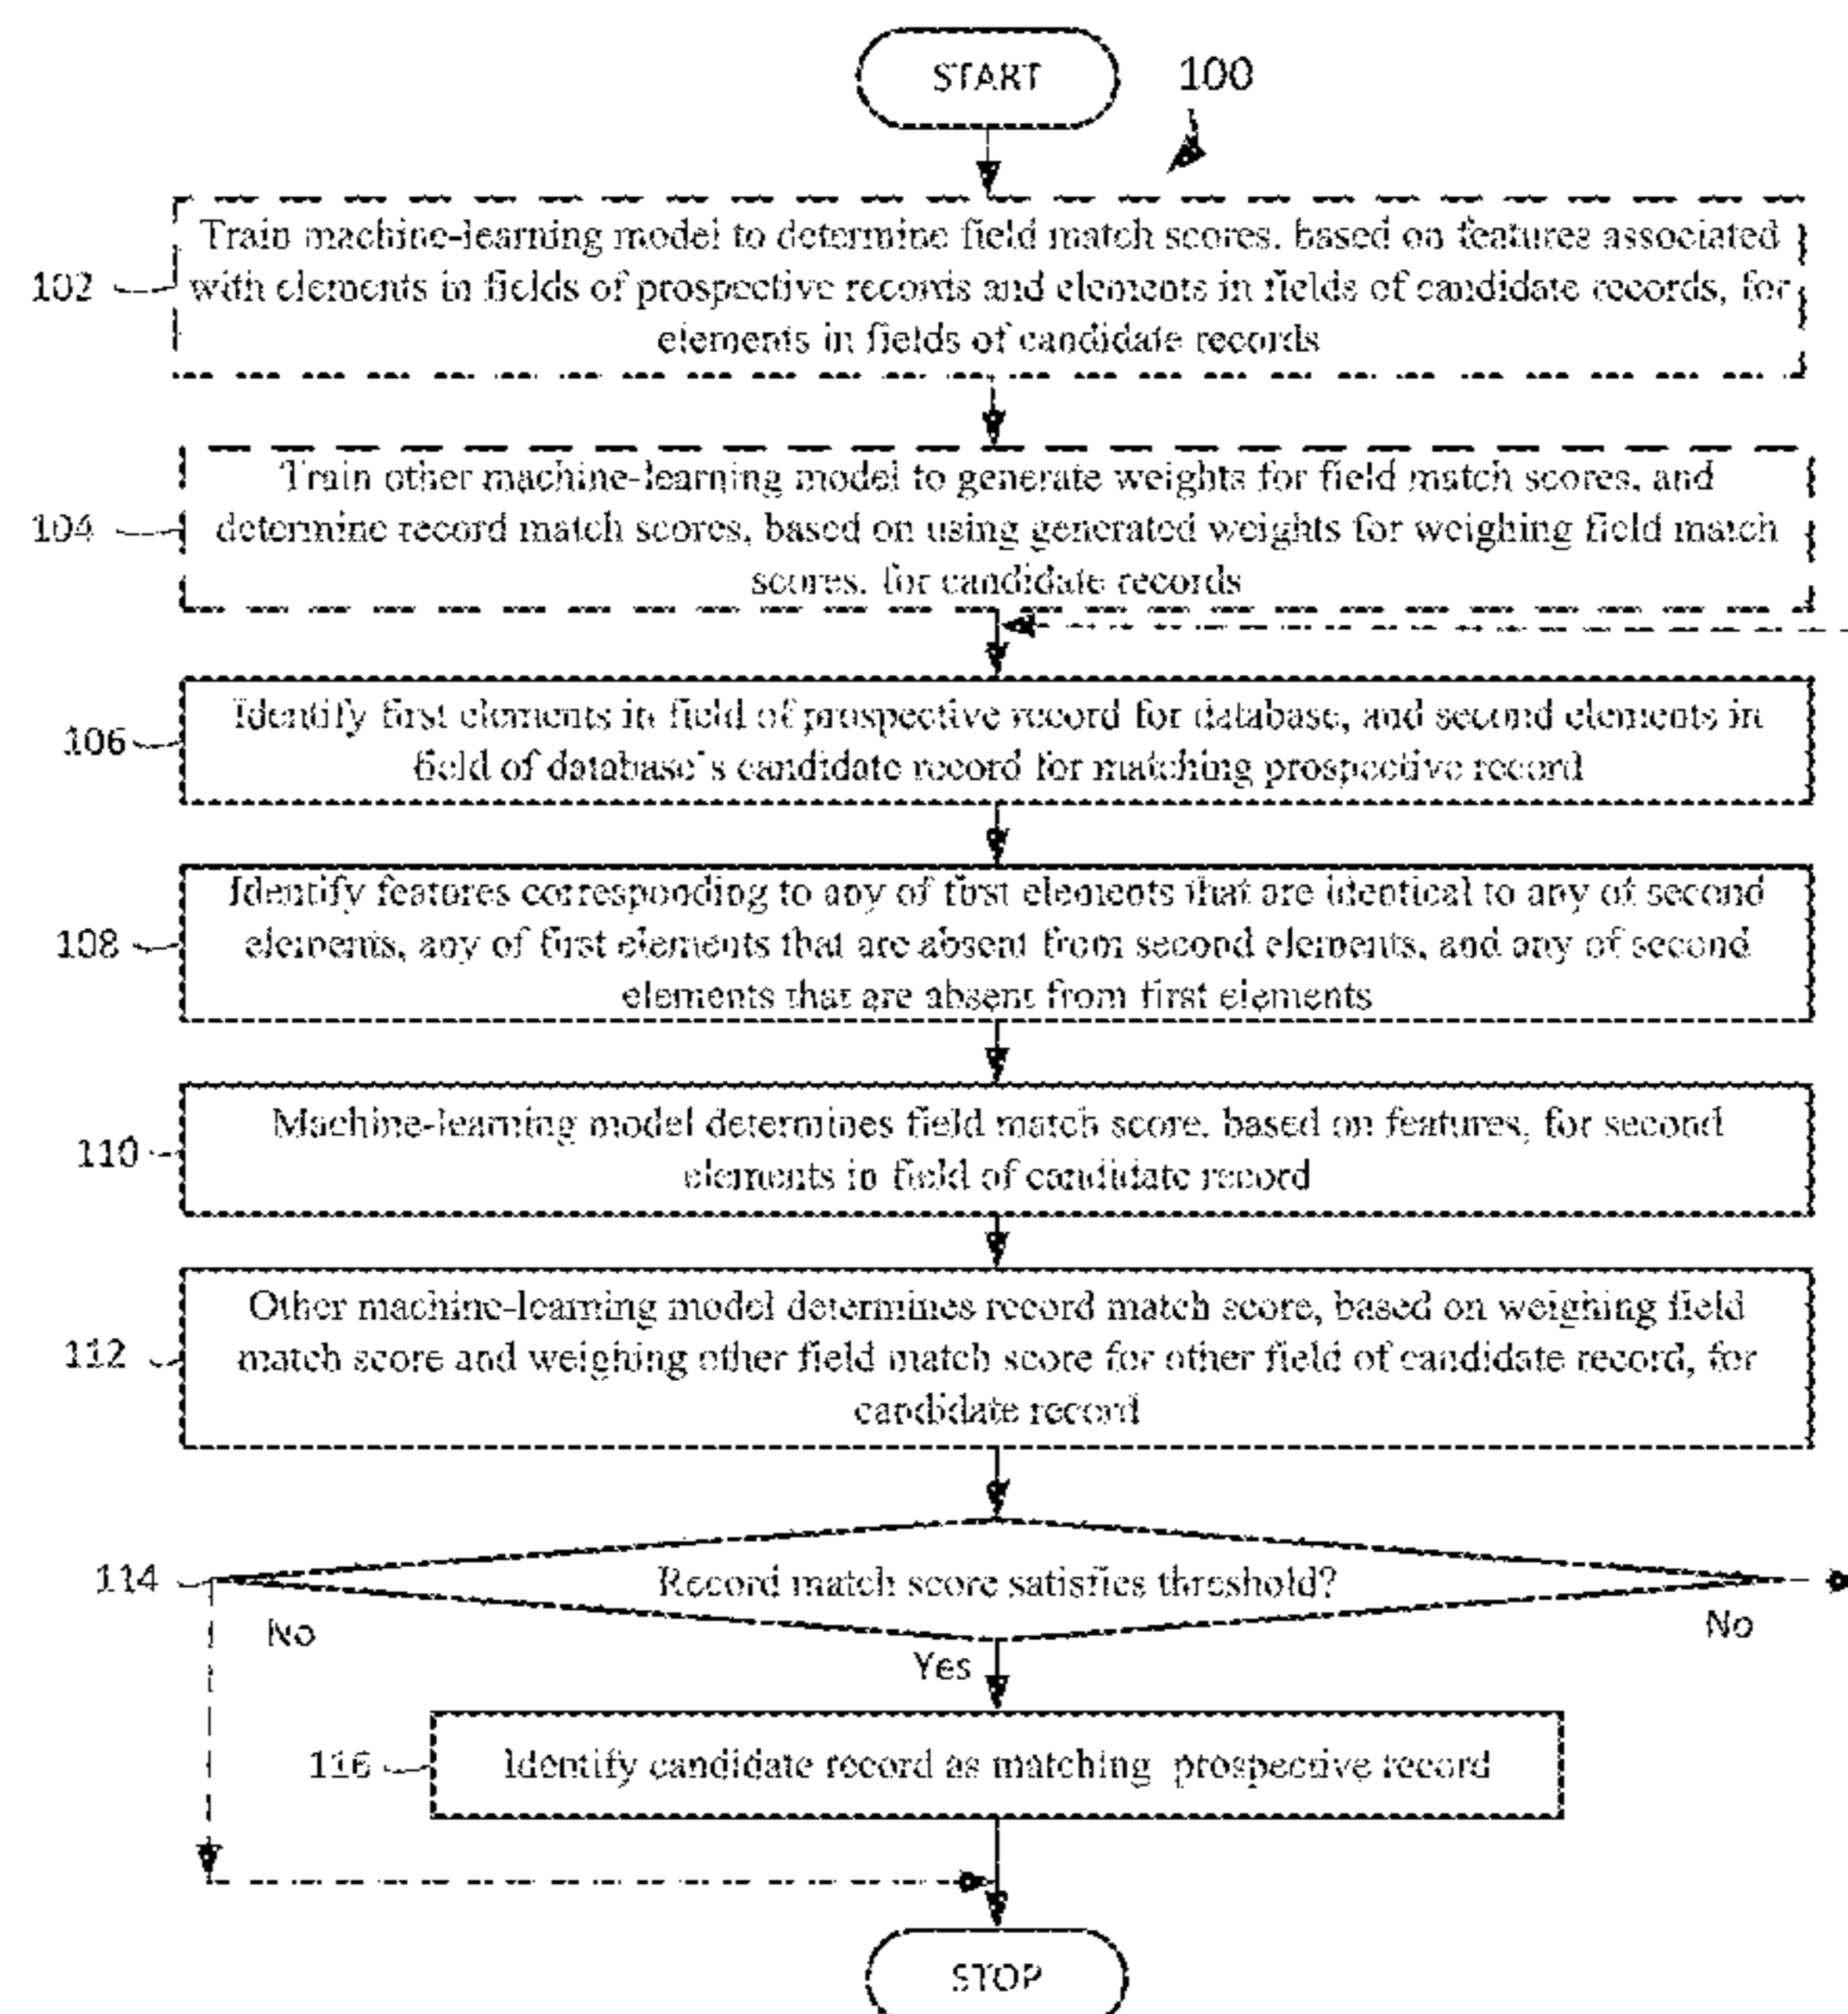 START
100
Train machine-learning model to determine field match scores, based on features associated
102
with elements in fields of prospective records and elements in fields of candidate records, for
elements in fields of candidate records
Train other machine-learning model to generate weights for field match scores, and
104
determine record match scores, based on using generated weights for weighing field match
scores, for candidate records
Identify first elements in field of prospective record for database, and second elements in
106
field of database's candidate record for matching prospective record
Identify features corresponding to any of first elements that are identical to any of second
108
elements, any of first elements that are absent from second elements, and any of second
elements that are absent from first elements
Machine-learning model determines field match score, based on features, for second
110
elements in field of candidate record
Other machine-learning model determines record match score, based on weighing field
112
match score and weighing other field match score for other field of candidate record, for
candidate record
114
Record match score satisfies threshold?
No
No
Yes
116
Identify candidate record as matching prospective record
STOP